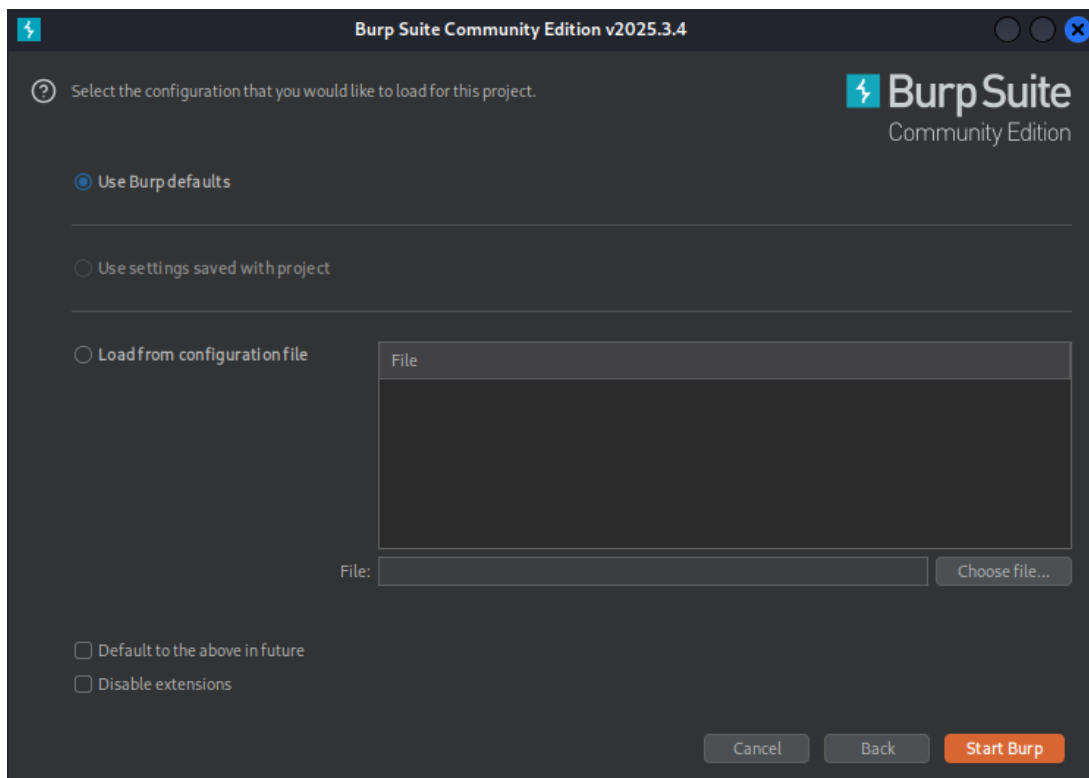 Burp Suite Community Edition v2025.3.4
Select the configuration that you would like to load for this project.
Burp Suite
Community Edition
Use Burp defaults
Use settings saved with project
Load from configuration file
File
File:
Choose file...
Default to the above in future
Disable extensions
Cancel
Back
Start Burp